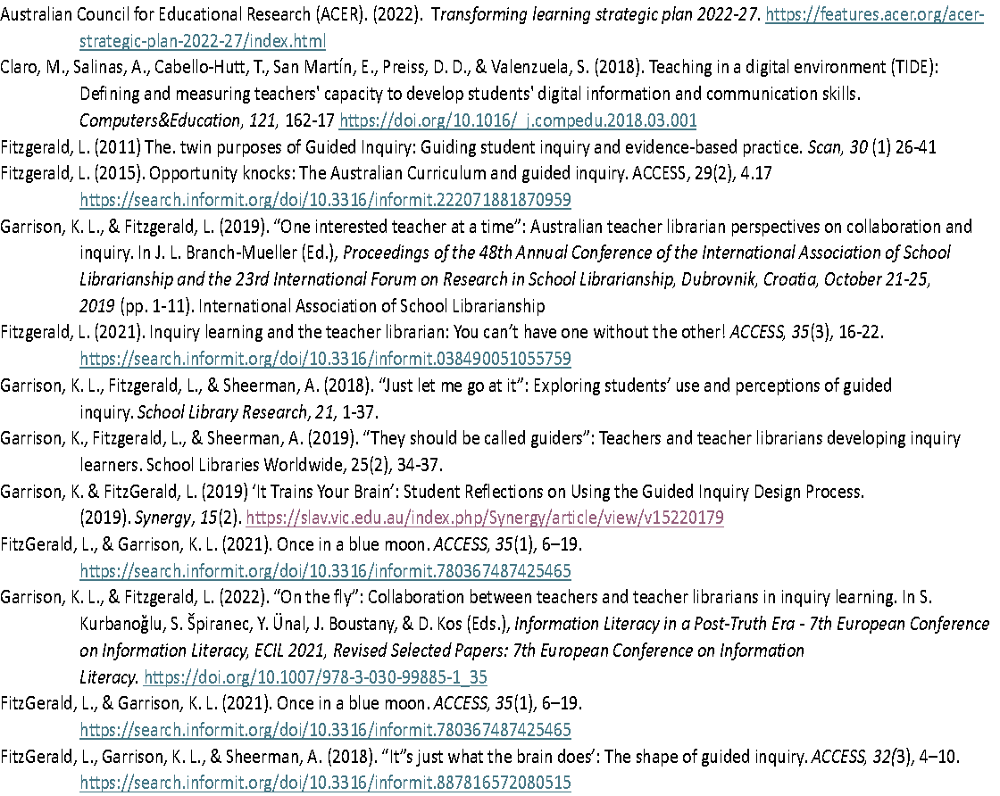 Australian Council for Educational Research (ACER). (2022).  Transforming learning strategic plan 2022-27. https://features.acer.org/acer-
strategic-plan-2022-27/index.html
Claro, M., Salinas, A., Cabello-Hutt, T., San Martín, E., Preiss, D. D., & Valenzuela, S. (2018). Teaching in a digital environment (TIDE):
Defining and measuring teachers' capacity to develop students' digital information and communication skills.
Computers&Education, 121, 162-17 https://doi.org/10.1016/_j.compedu.2018.03.001
Fitzgerald, L. (2011) The. twin purposes of Guided Inquiry: Guiding student inquiry and evidence-based practice. Scan, 30 (1) 26-41
Fitzgerald, L. (2015). Opportunity knocks: The Australian Curriculum and guided inquiry. ACCESS, 29(2), 4.17
https://search.informit.org/doi/10.3316/informit.222071881870959
Garrison, K. L., & Fitzgerald, L. (2019). “One interested teacher at a time”: Australian teacher librarian perspectives on collaboration and
inquiry. In J. L. Branch-Mueller (Ed.), Proceedings of the 48th Annual Conference of the International Association of School
Librarianship and the 23rd International Forum on Research in School Librarianship, Dubrovnik, Croatia, October 21-25,
2019 (pp. 1-11). International Association of School Librarianship
Fitzgerald, L. (2021). Inquiry learning and the teacher librarian: You can’t have one without the other! ACCESS, 35(3), 16-22.
https://search.informit.org/doi/10.3316/informit.038490051055759
Garrison, K. L., Fitzgerald, L., & Sheerman, A. (2018). “Just let me go at it”: Exploring students’ use and perceptions of guided
inquiry. School Library Research, 21, 1-37.
Garrison, K., Fitzgerald, L., & Sheerman, A. (2019). “They should be called guiders”: Teachers and teacher librarians developing inquiry
learners. School Libraries Worldwide, 25(2), 34-37.
Garrison, K. & FitzGerald, L. (2019) ‘It Trains Your Brain’: Student Reflections on Using the Guided Inquiry Design Process.
(2019). Synergy, 15(2). https://slav.vic.edu.au/index.php/Synergy/article/view/v15220179
FitzGerald, L., & Garrison, K. L. (2021). Once in a blue moon. ACCESS, 35(1), 6–19.
https://search.informit.org/doi/10.3316/informit.780367487425465
Garrison, K. L., & Fitzgerald, L. (2022). “On the fly”: Collaboration between teachers and teacher librarians in inquiry learning. In S.
Kurbanoğlu, S. Špiranec, Y. Ünal, J. Boustany, & D. Kos (Eds.), Information Literacy in a Post-Truth Era - 7th European Conference
on Information Literacy, ECIL 2021, Revised Selected Papers: 7th European Conference on Information
Literacy. https://doi.org/10.1007/978-3-030-99885-1_35
FitzGerald, L., & Garrison, K. L. (2021). Once in a blue moon. ACCESS, 35(1), 6–19.
https://search.informit.org/doi/10.3316/informit.780367487425465
FitzGerald, L., Garrison, K. L., & Sheerman, A. (2018). “It”s just what the brain does’: The shape of guided inquiry. ACCESS, 32(3), 4–10.
https://search.informit.org/doi/10.3316/informit.887816572080515